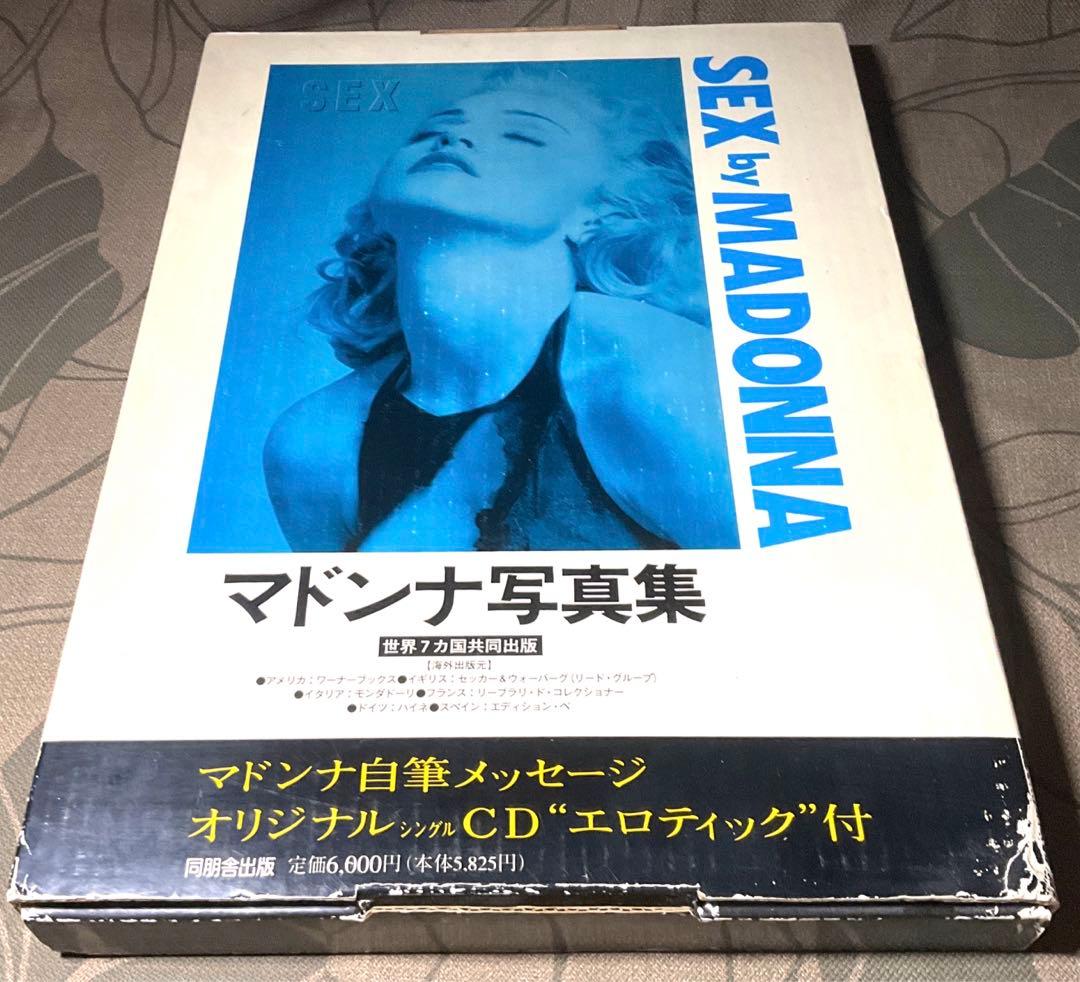 SEX
SEX by MADONNA
マドンナ写真集
世界7カ国共同出版
【海外出版元】
●アメリカ：ワーナーブックス●イギリス：セッカー＆ウォーバーグ（リード・グループ）
●イタリア：モンダドーリ●フランス：リーブラリ・ド・コレクショナー
●ドイツ：ハイネ●スペイン：エディション・ベ
マドンナ自筆メッセージ
オリジナルシングルCD“エロティック”付
同朋舎出版 定価6,000円（本体5.825円）